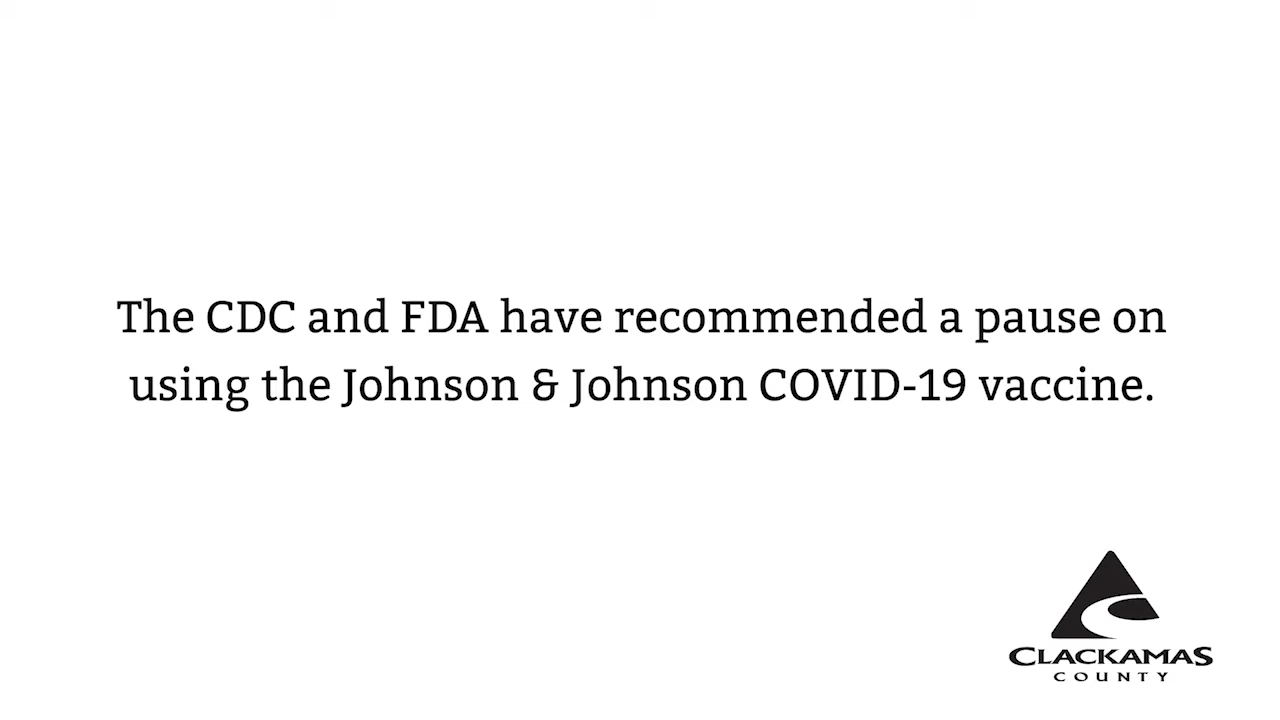 The CDC and FDA have recommended a pause on
using the Johnson & Johnson COVID-19 vaccine.
CLACKAMAS
COUNTY